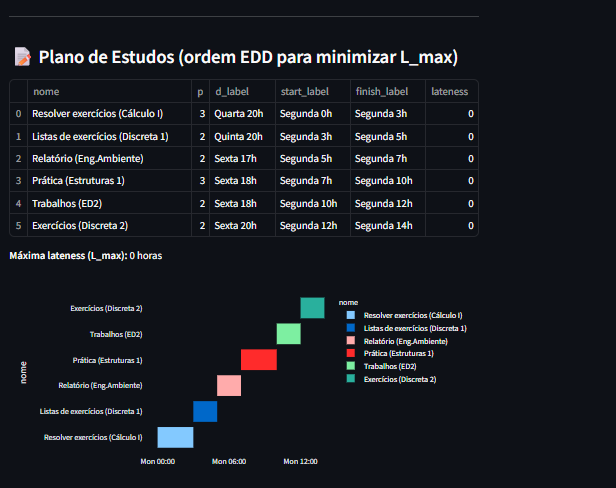 📝 Plano de Estudos (ordem EDD para minimizar L_max)
nome p d_label start_label finish_label lateness
0 Resolver exercícios (Cálculo I) 3 Quarta 20h Segunda 0h Segunda 3h 0
1 Listas de exercícios (Discreta 1) 2 Quinta 20h Segunda 3h Segunda 5h 0
2 Relatório (Eng.Ambiente) 2 Sexta 17h Segunda 5h Segunda 7h 0
3 Prática (Estruturas 1) 3 Sexta 18h Segunda 7h Segunda 10h 0
4 Trabalhos (ED2) 2 Sexta 18h Segunda 10h Segunda 12h 0
5 Exercícios (Discreta 2) 2 Sexta 20h Segunda 12h Segunda 14h 0
Máxima lateness (L_max): 0 horas
nome
Exercícios (Discreta 2)
Trabalhos (ED2)
Prática (Estruturas 1)
Relatório (Eng.Ambiente)
Listas de exercícios (Discreta 1)
Resolver exercícios (Cálculo I)
Mon 00:00 Mon 06:00 Mon 12:00
nome
Resolver exercícios (Cálculo I)
Listas de exercícios (Discreta 1)
Relatório (Eng.Ambiente)
Prática (Estruturas 1)
Trabalhos (ED2)
Exercícios (Discreta 2)